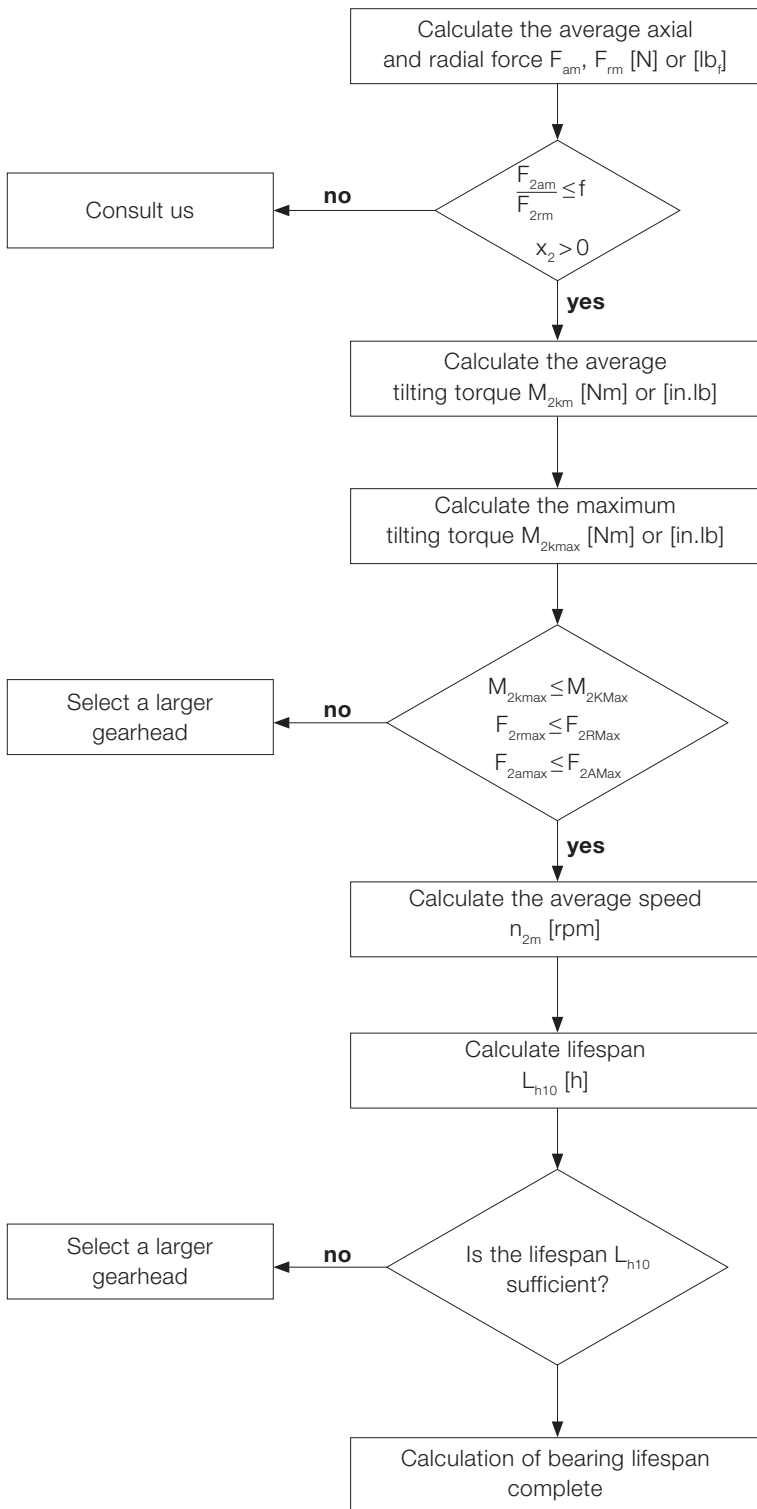 Calculate the average axial
and radial force F_am, F_rm [N] or [lb_f]
F_2am
F_2rm
≤ f
x_2 > 0
no
Consult us
yes
Calculate the average
tilting torque M_2km [Nm] or [in.lb]
Calculate the maximum
tilting torque M_2kmax [Nm] or [in.lb]
M_2kmax ≤ M_2KMax
F_2rmax ≤ F_2RMax
F_2amax ≤ F_2AMax
no
Select a larger
gearhead
yes
Calculate the average speed
n_2m [rpm]
Calculate lifespan
L_h10 [h]
Is the lifespan L_h10
sufficient?
no
Select a larger
gearhead
Calculation of bearing lifespan
complete